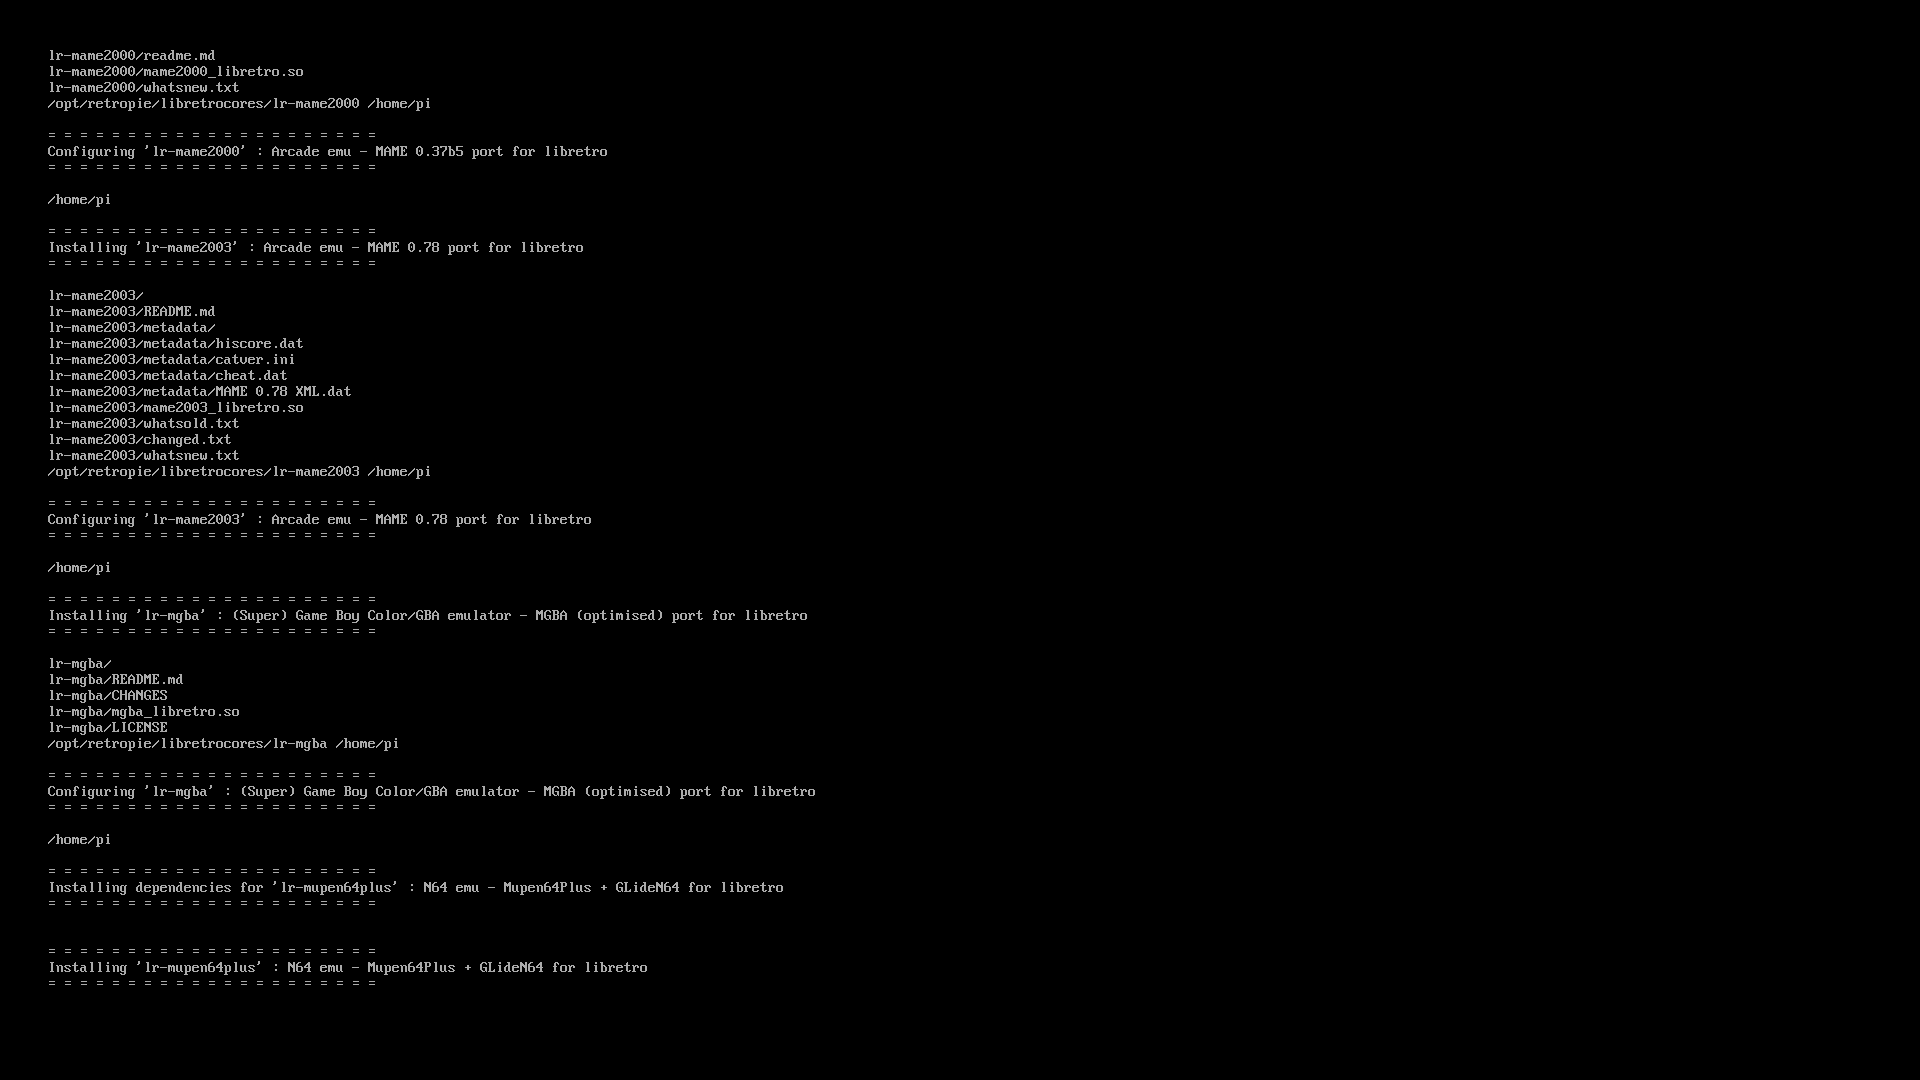 lr-mame2000/readme.md
lr-mame2000/mame2000_libretro.so
lr-mame2000/whatsnew.txt
/opt/retropie/libretrocores/lr-mame2000 /home/pi
= = = = = = = = = = = = = = = = = = = = =
Configuring 'lr-mame2000' : Arcade emu - MAME 0.37b5 port for libretro
= = = = = = = = = = = = = = = = = = = = =
/home/pi
= = = = = = = = = = = = = = = = = = = = =
Installing 'lr-mame2003' : Arcade emu - MAME 0.78 port for libretro
= = = = = = = = = = = = = = = = = = = = =
lr-mame2003/
lr-mame2003/README.md
lr-mame2003/metadata/
lr-mame2003/metadata/hiscore.dat
lr-mame2003/metadata/catver.ini
lr-mame2003/metadata/cheat.dat
lr-mame2003/metadata/MAME 0.78 XML.dat
lr-mame2003/mame2003_libretro.so
lr-mame2003/whatsold.txt
lr-mame2003/changed.txt
lr-mame2003/whatsnew.txt
/opt/retropie/libretrocores/lr-mame2003 /home/pi
= = = = = = = = = = = = = = = = = = = = =
Configuring 'lr-mame2003' : Arcade emu - MAME 0.78 port for libretro
= = = = = = = = = = = = = = = = = = = = =
/home/pi
= = = = = = = = = = = = = = = = = = = = =
Installing 'lr-mgba' : (Super) Game Boy Color/GBA emulator - MGBA (optimised) port for libretro
= = = = = = = = = = = = = = = = = = = = =
lr-mgba/
lr-mgba/README.md
lr-mgba/CHANGES
lr-mgba/mgba_libretro.so
lr-mgba/LICENSE
/opt/retropie/libretrocores/lr-mgba /home/pi
= = = = = = = = = = = = = = = = = = = = =
Configuring 'lr-mgba' : (Super) Game Boy Color/GBA emulator - MGBA (optimised) port for libretro
= = = = = = = = = = = = = = = = = = = = =
/home/pi
= = = = = = = = = = = = = = = = = = = = =
Installing dependencies for 'lr-mupen64plus' : N64 emu - Mupen64Plus + GLideN64 for libretro
= = = = = = = = = = = = = = = = = = = = =
= = = = = = = = = = = = = = = = = = = = =
Installing 'lr-mupen64plus' : N64 emu - Mupen64Plus + GLideN64 for libretro
= = = = = = = = = = = = = = = = = = = = =